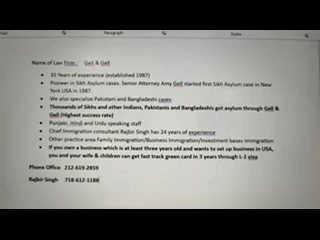 Font
Paragraph
Styles
Name of Law Firm : Gell & Gell
• 35 Years of experience (established 1987)
• Pioneer in Sikh Asylum cases. Senior Attorney Amy Gell started first Sikh Asylum case in New
York USA in 1987.
• We also specialize Pakistani and Bangladeshi cases
• Thousands of Sikhs and other Indians, Pakistanis and Bangladeshis got asylum through Gell &
Gell (Highest success rate)
• Punjabi, Hindi and Urdu speaking staff
• Chief Immigration consultant Rajbir Singh has 24 years of experience
• Other practice area Family Immigration/Business Immigration/Investment bases immigration
• If you own a business which is at least three years old and wants to set up business in USA,
you and your wife & children can get fast track green card in 3 years through L-1 visa
Phone Office 212-619-2859
Rajbir Singh 718-612-1188